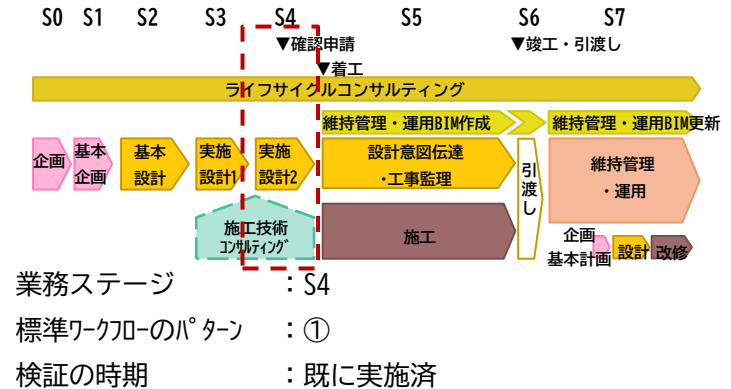 S0 S1 S2 S3 S4 S5 S6 S7
▼確認申請 ▼竣工・引渡し
▼着工
ライフサイクルコンサルティング
維持管理・運用BIM作成 維持管理・運用BIM更新
企画
基本
企画
基本
設計
実施
設計1
実施
設計2
設計意図伝達
・工事監理
引渡し
維持管理
・運用
施工技術
ｺﾝｻﾙﾃｨﾝｸﾞ
施工
企画
基本計画
設計
改修
業務ステージ ：S4
標準ﾜｰｸﾌﾛｰのﾊﾟﾀｰﾝ ：①
検証の時期 ：既に実施済